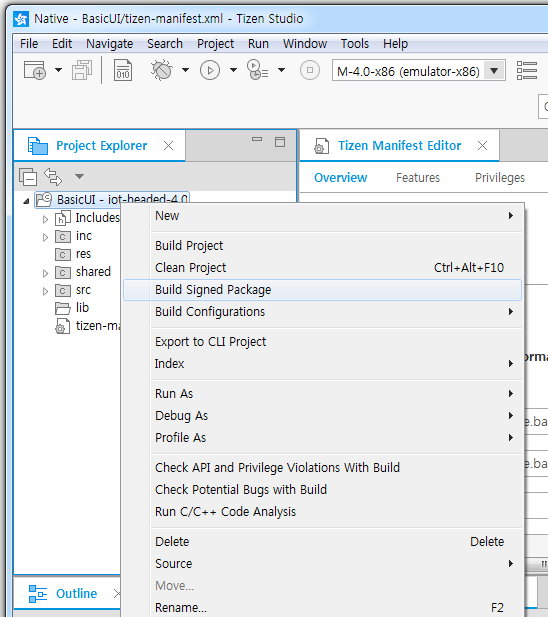 Native - BasicUI/tizen-manifest.xml - Tizen Studio
File Edit Navigate Search Project Run Window Tools Help
010 M-4.0-x86 (emulator-x86)
Project Explorer
Tizen Manifest Editor
Overview Features Privileges
BasicUI - iot-headed-4.0
Includes
inc
res
shared
src
lib
tizen-ma
New
Build Project
Clean Project Ctrl+Alt+F10
Build Signed Package
Build Configurations
Export to CLI Project
Index
Run As
Debug As
Profile As
Check API and Privilege Violations With Build
Check Potential Bugs with Build
Run C/C++ Code Analysis
Delete Delete
Source
Move...
Rename... F2
orma
e.ba
e.ba
Outline